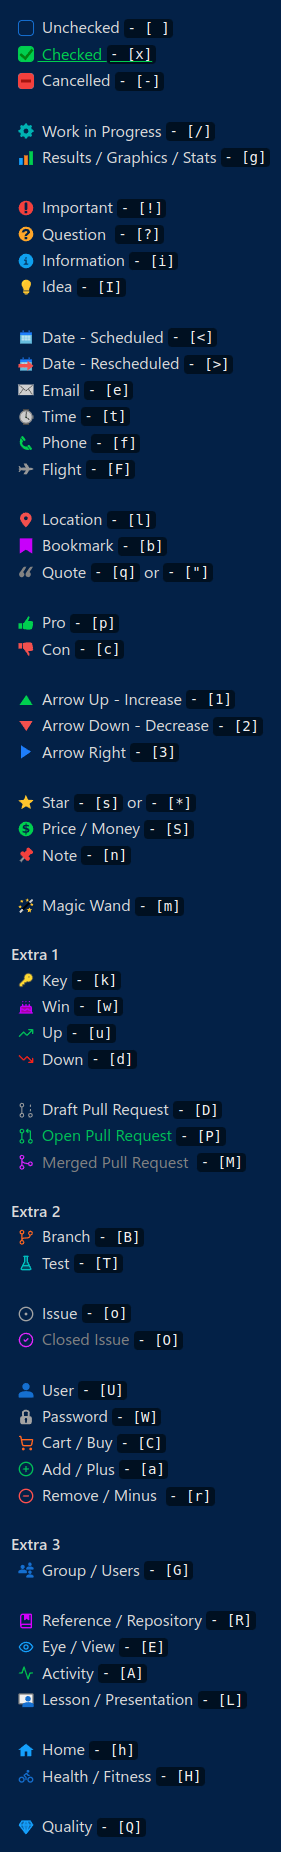 Unchecked - [ ]
Checked - [x]
Cancelled - [-]
Work in Progress - [/]
Results / Graphics / Stats - [g]
Important - [!]
Question - [?]
Information - [i]
Idea - [I]
Date - Scheduled - [<]
Date - Rescheduled - [>]
Email - [e]
Time - [t]
Phone - [f]
Flight - [F]
Location - [l]
Bookmark - [b]
Quote - [q] or - ["]
Pro - [p]
Con - [c]
Arrow Up - Increase - [1]
Arrow Down - Decrease - [2]
Arrow Right - [3]
Star - [s] or - [*]
Price / Money - [S]
Note - [n]
Magic Wand - [m]
Extra 1
Key - [k]
Win - [w]
Up - [u]
Down - [d]
Draft Pull Request - [D]
Open Pull Request - [P]
Merged Pull Request - [M]
Extra 2
Branch - [B]
Test - [T]
Issue - [o]
Closed Issue - [O]
User - [U]
Password - [W]
Cart / Buy - [C]
Add / Plus - [a]
Remove / Minus - [r]
Extra 3
Group / Users - [G]
Reference / Repository - [R]
Eye / View - [E]
Activity - [A]
Lesson / Presentation - [L]
Home - [h]
Health / Fitness - [H]
Quality - [Q]